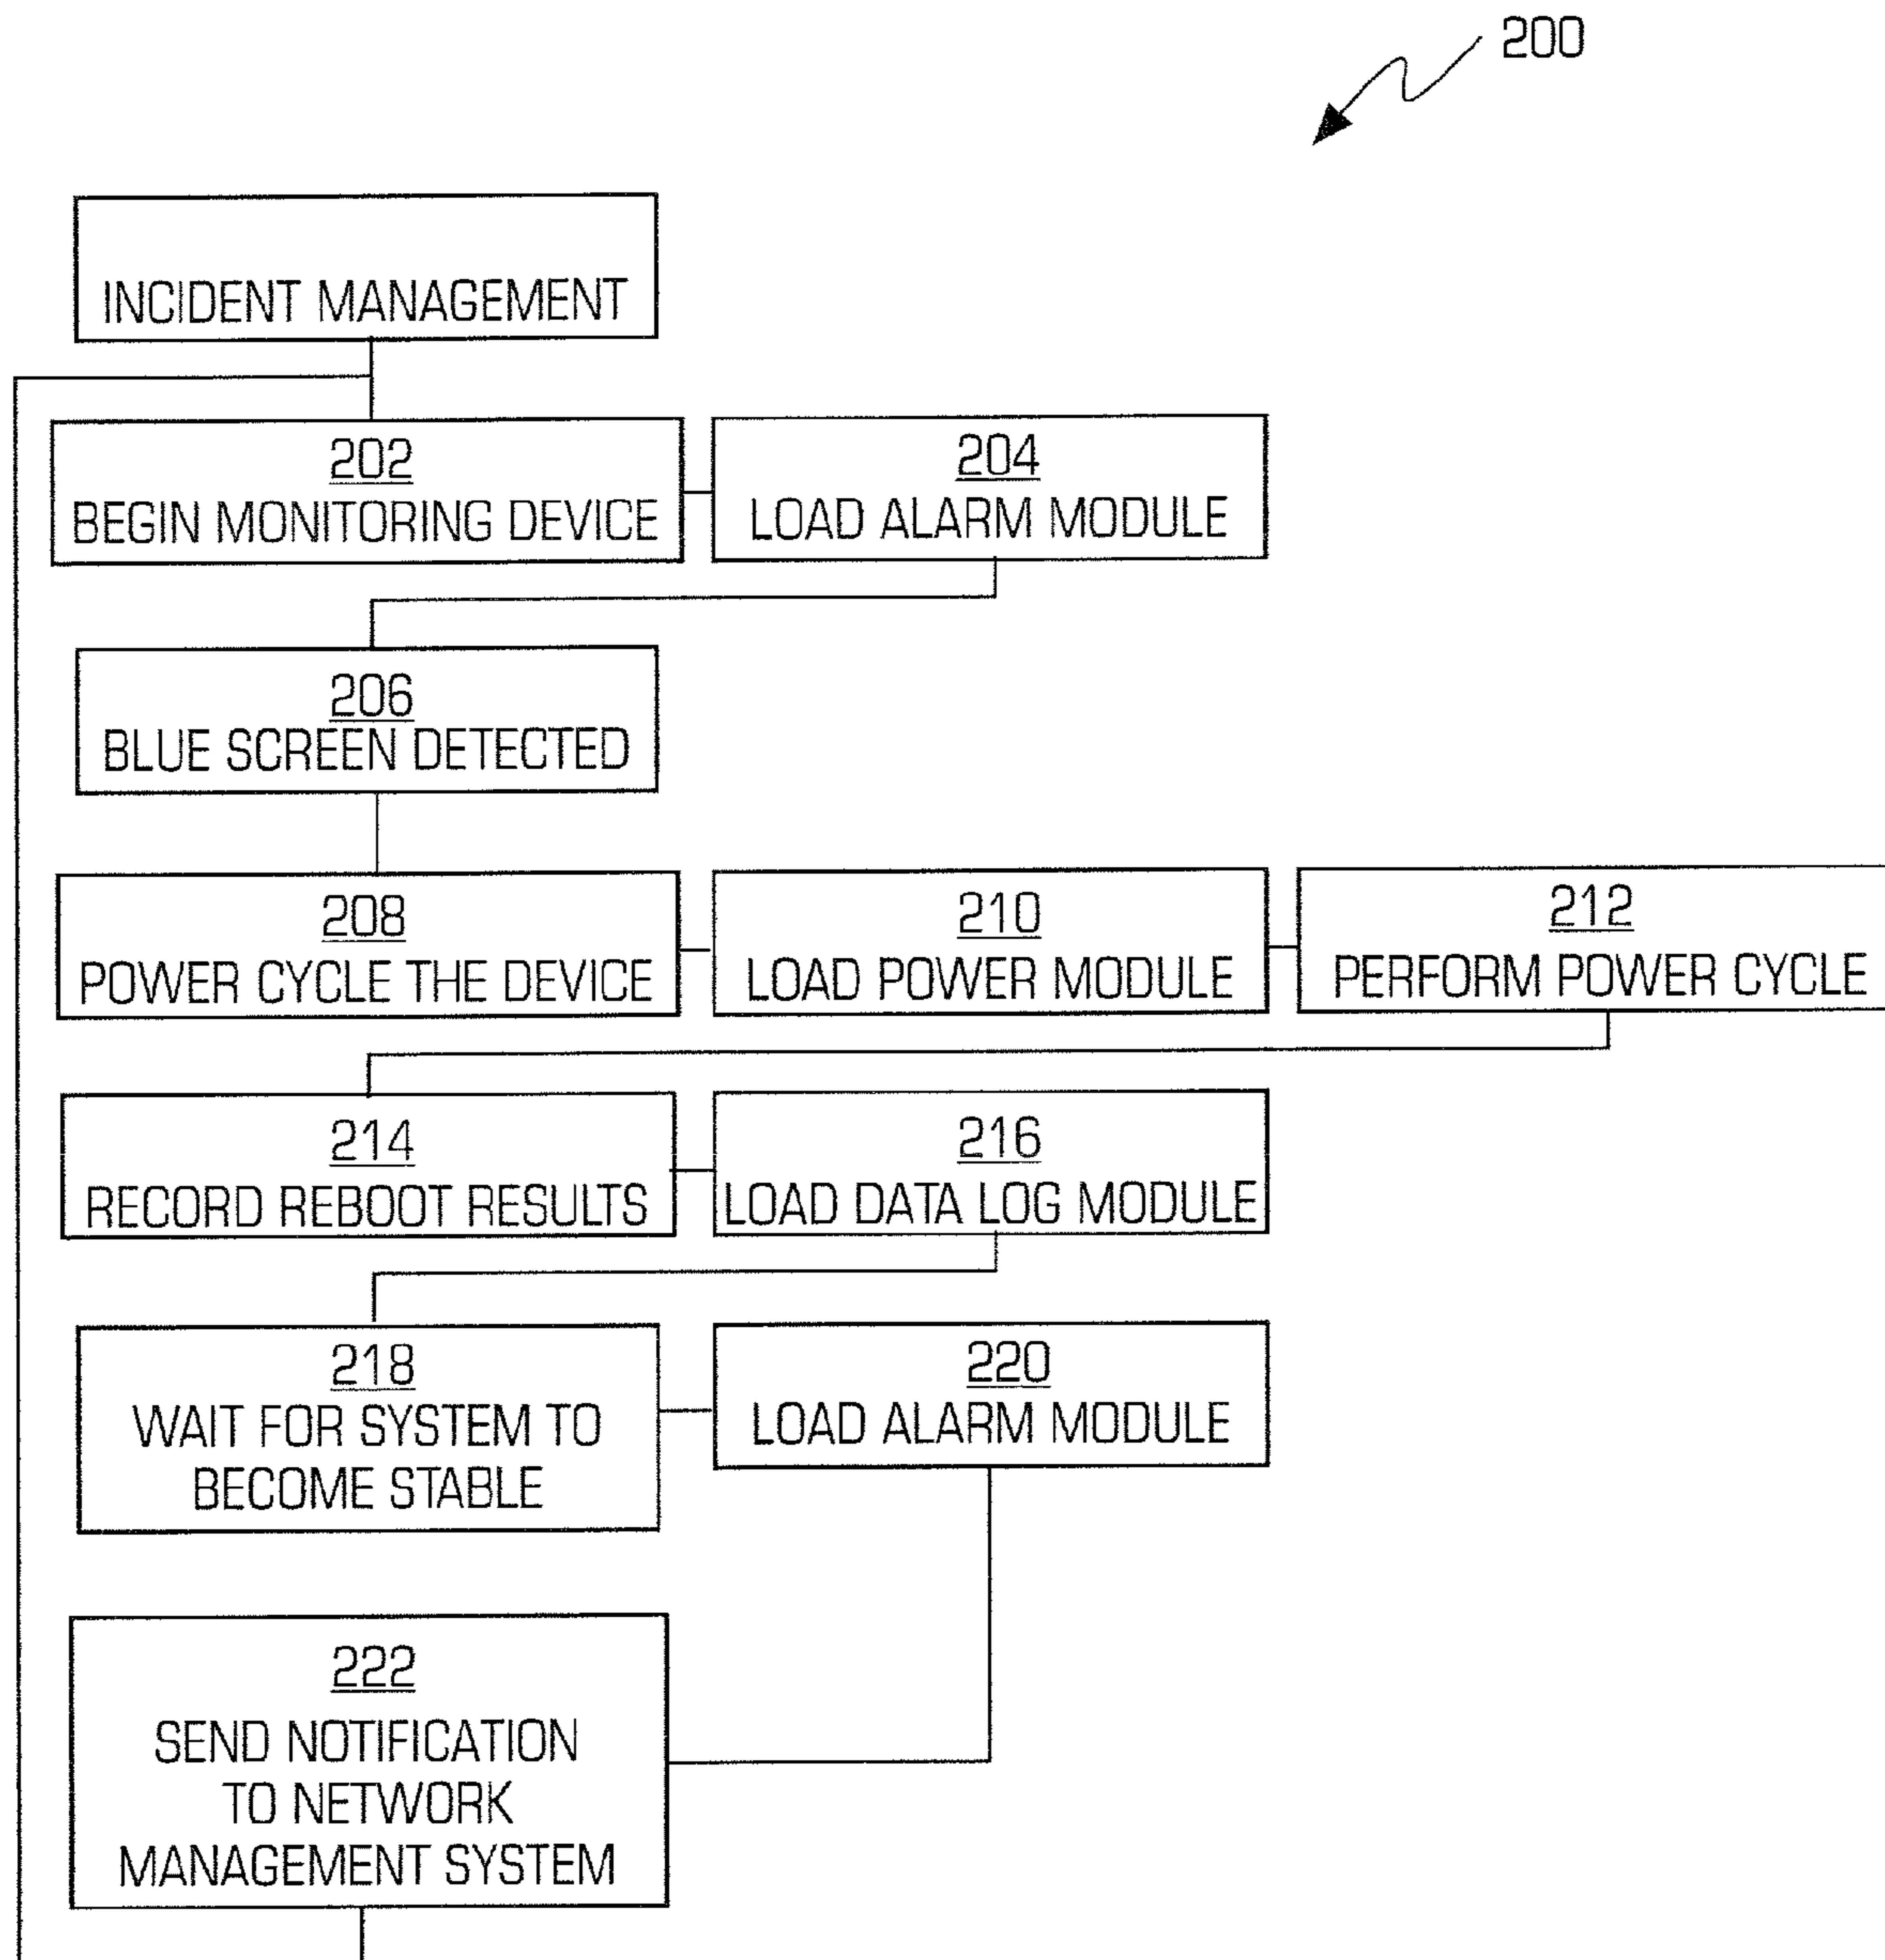 200
INCIDENT MANAGEMENT
202
BEGIN MONITORING DEVICE
204
LOAD ALARM MODULE
206
BLUE SCREEN DETECTED
208
POWER CYCLE THE DEVICE
210
LOAD POWER MODULE
212
PERFORM POWER CYCLE
214
RECORD REBOOT RESULTS
216
LOAD DATA LOG MODULE
218
WAIT FOR SYSTEM TO
BECOME STABLE
220
LOAD ALARM MODULE
222
SEND NOTIFICATION
TO NETWORK
MANAGEMENT SYSTEM